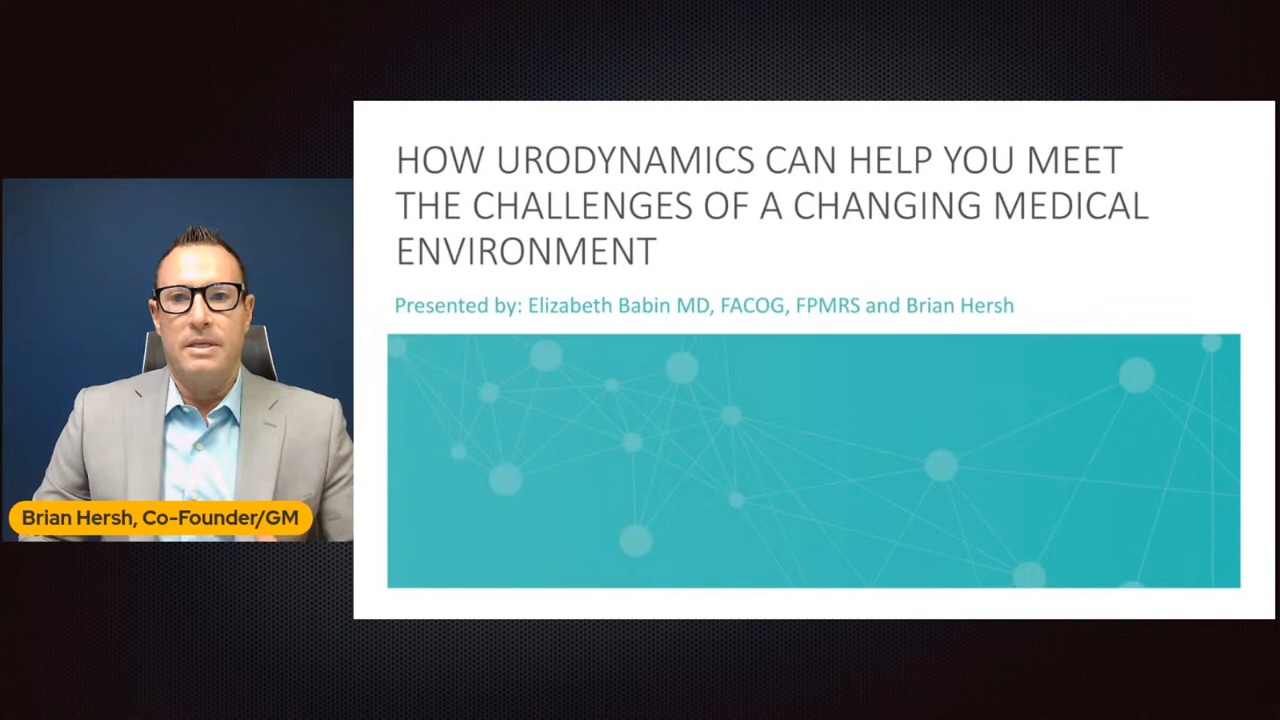 HOW URODYNAMICS CAN HELP YOU MEET
THE CHALLENGES OF A CHANGING MEDICAL
ENVIRONMENT
Presented by: Elizabeth Babin MD, FACOG, FPMRS and Brian Hersh
Brian Hersh, Co-Founder/GM